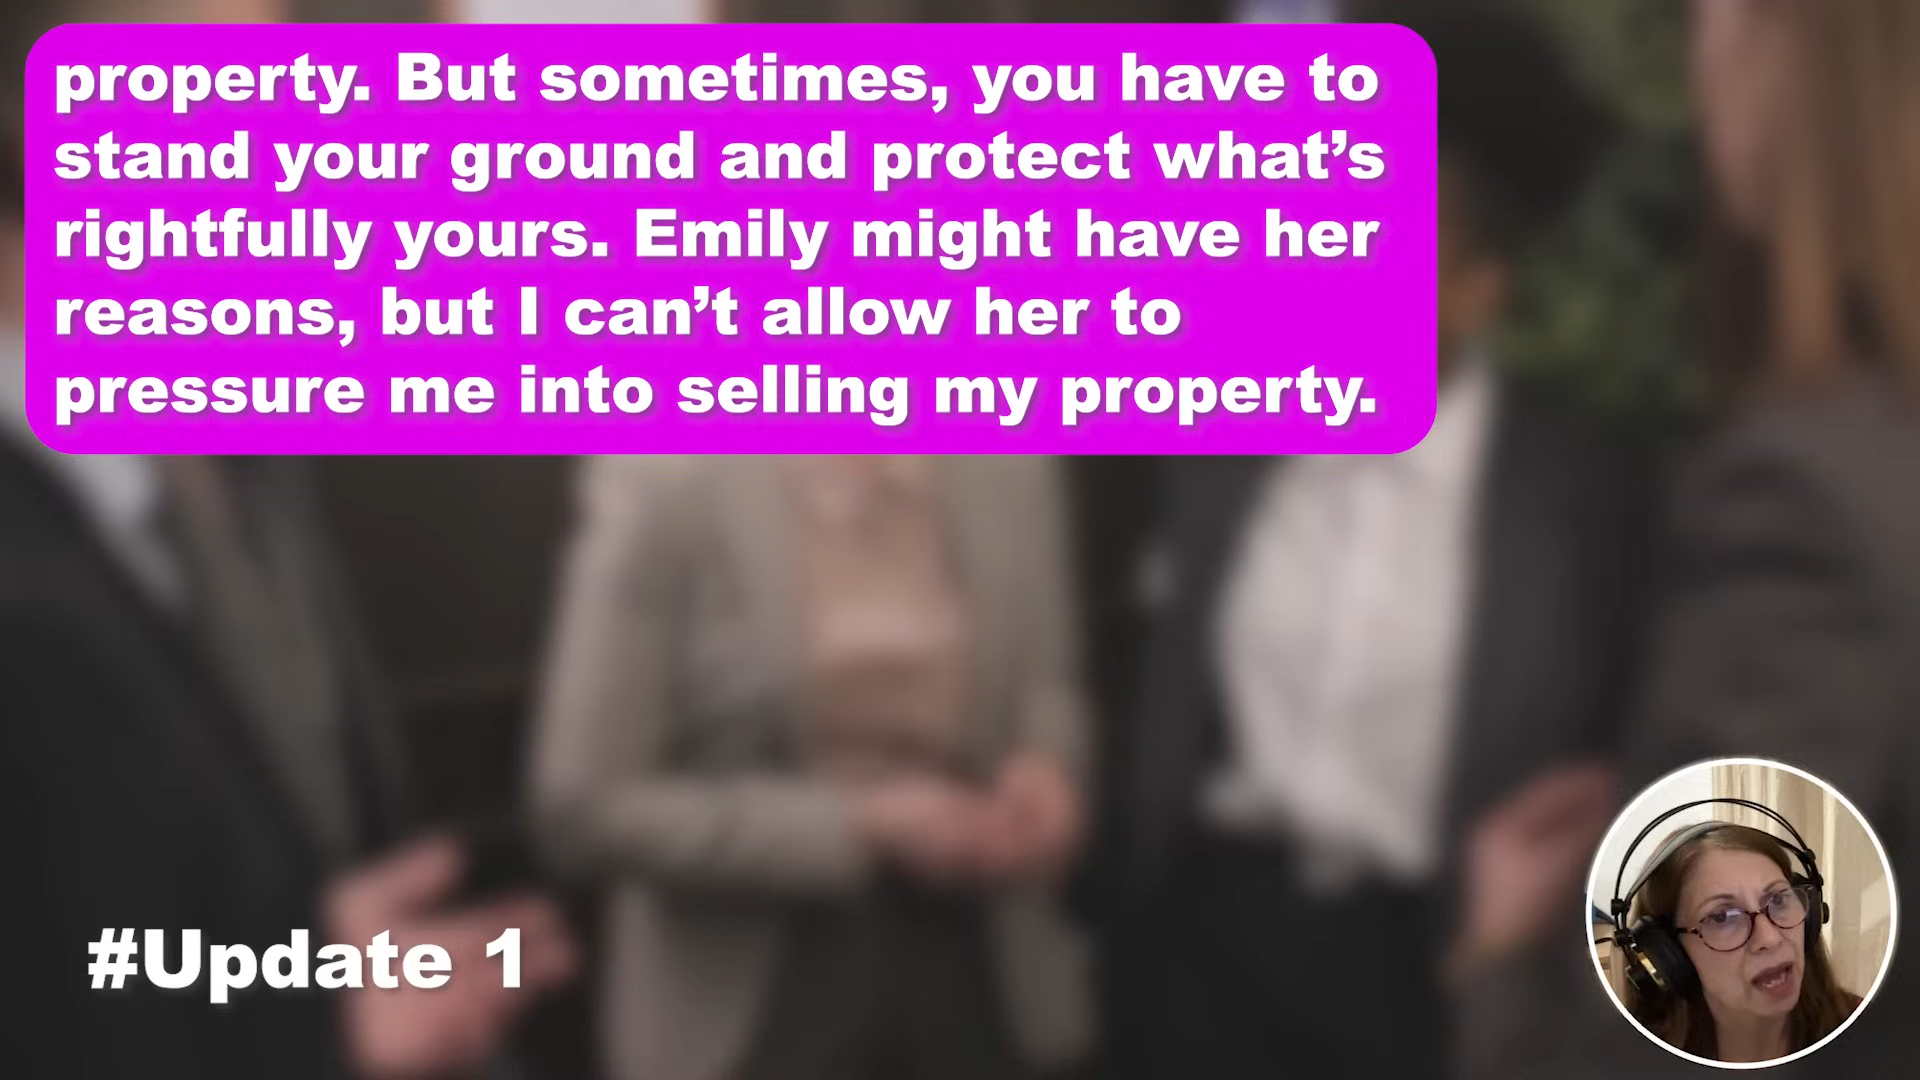 property. But sometimes, you have to
stand your ground and protect what’s
rightfully yours. Emily might have her
reasons, but I can’t allow her to
pressure me into selling my property.
#Update 1